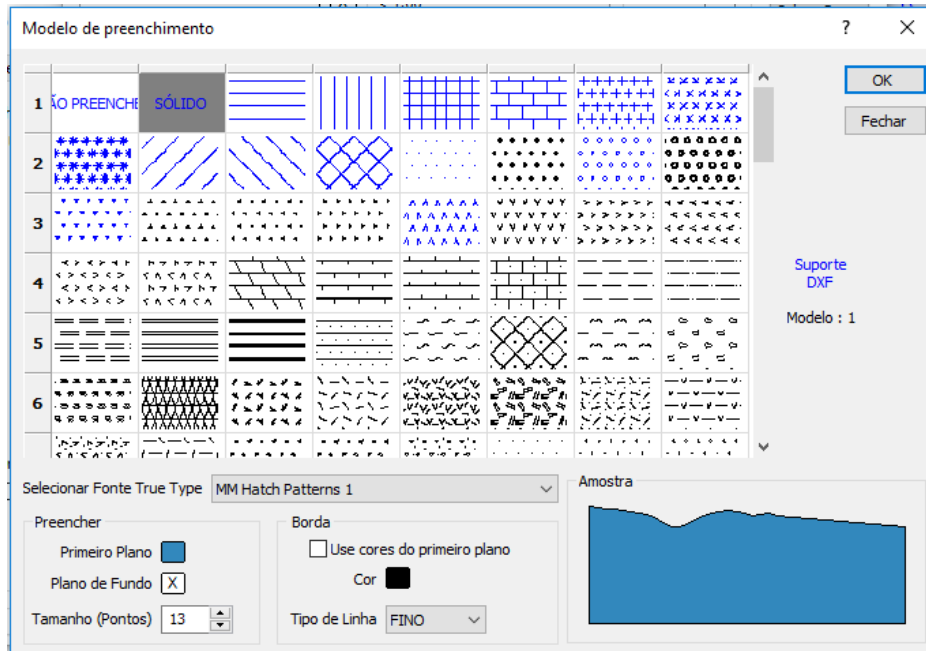 Modelo de preenchimento
?
OK
Fechar
1
ÃO PREENCHE
SÓLIDO
2
3
4
5
6
Suporte
DXF
Modelo : 1
Selecionar Fonte True Type
MM Hatch Patterns 1
Preencher
Primeiro Plano
Plano de Fundo
X
Tamanho (Pontos)
13
Borda
Use cores do primeiro plano
Cor
Tipo de Linha
FINO
Amostra